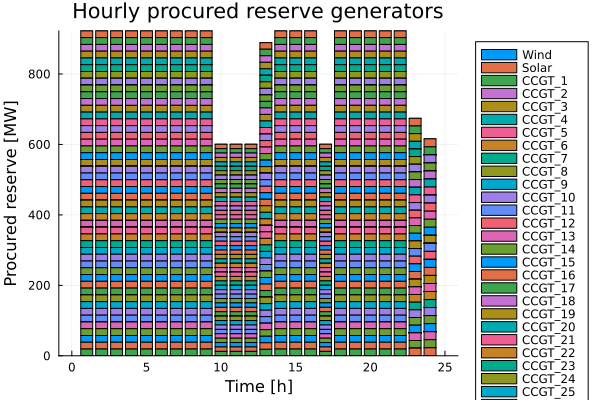 Hourly procured reserve generators
Procured reserve [MW]
800
600
400
200
0
0 5 10 15 20 25
Time [h]
Wind
Solar
CCGT_1
CCGT_2
CCGT_3
CCGT_4
CCGT_5
CCGT_6
CCGT_7
CCGT_8
CCGT_9
CCGT_10
CCGT_11
CCGT_12
CCGT_13
CCGT_14
CCGT_15
CCGT_16
CCGT_17
CCGT_18
CCGT_19
CCGT_20
CCGT_21
CCGT_22
CCGT_23
CCGT_24
CCGT_25